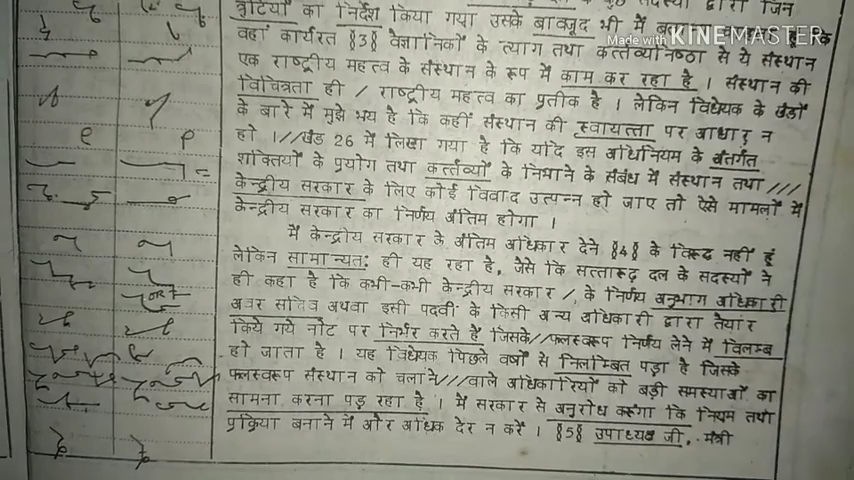 त्रुटियों का निर्देश किया गया उसके बावजूद भी में
Made with KINEMASTER
वहां कार्यरत §3§ वैज्ञानिकों के त्याग तथा कर्त्तव्यनिष्ठा से ये संस्थान
एक राष्ट्रीय महत्व के संस्थान के रूप में काम कर रहा है । संस्थान की
विचित्रता ही / राष्ट्रीय महत्व का प्रतीक है । लेकिन विधेयक के खंडों
के बारे में मुझे भय है कि कहीं संस्थान की स्वायत्ता पर आधार न
हो ।//खंड 26 में लिखा गया है कि यदि इस अधिनियम के अंतर्गत
शक्तियों के प्रयोग तथा कर्त्तव्यों के निभाने के संबंध में संस्थान तथा ///
केन्द्रीय सरकार के लिए कोई विवाद उत्पन्न हो जाए तो ऐसे मामलों में
केन्द्रीय सरकार का निर्णय अंतिम होगा ।
मैं केन्द्रीय सरकार के अंतिम अधिकार देने §4§ के विरूद्ध नहीं हूं
लेकिन सामान्यत: ही यह रहा है, जैसे कि सत्तारूढ़ दल के सदस्यों ने
ही कहा है कि कभी-कभी केन्द्रीय सरकार /, के निर्णय अनुभाग अधिकारी
OR
अवर सचिव अथवा इसी पदवी के किसी अन्य अधिकारी द्वारा तैयार
किये गये नोट पर निर्भर करते हैं जिसके//फलस्वरूप निर्णय लेने में विलम्ब
हो जाता है । यह विधेयक पिछले वर्षो से निलम्बित पड़ा है जिसके
फलस्वरूप संस्थान को चलाने///वाले अधिकारियों को बड़ी समस्याओं का
सामना करना पड़ रहा है । मैं सरकार से अनुरोध करूंगा कि नियम तथा
प्रक्रिया बनाने में और अधिक देर न करें । §5§ उपाध्यक्ष जी, मंत्री